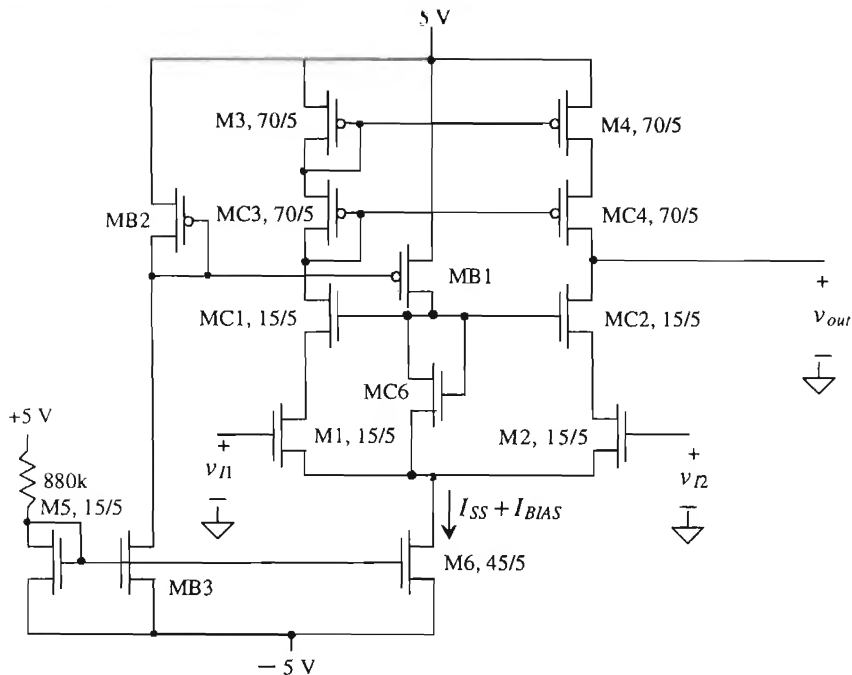 5 V
M3, 70/5
M4, 70/5
MB2
MC3, 70/5
MC4, 70/5
MB1
+
MC1, 15/5
MC2, 15/5
v_out
−
MC6
+5 V
M1, 15/5
M2, 15/5
+
+
880k
v_I1
v_I2
M5, 15/5
−
I_SS + I_BIAS
−
M6, 45/5
MB3
− 5 V